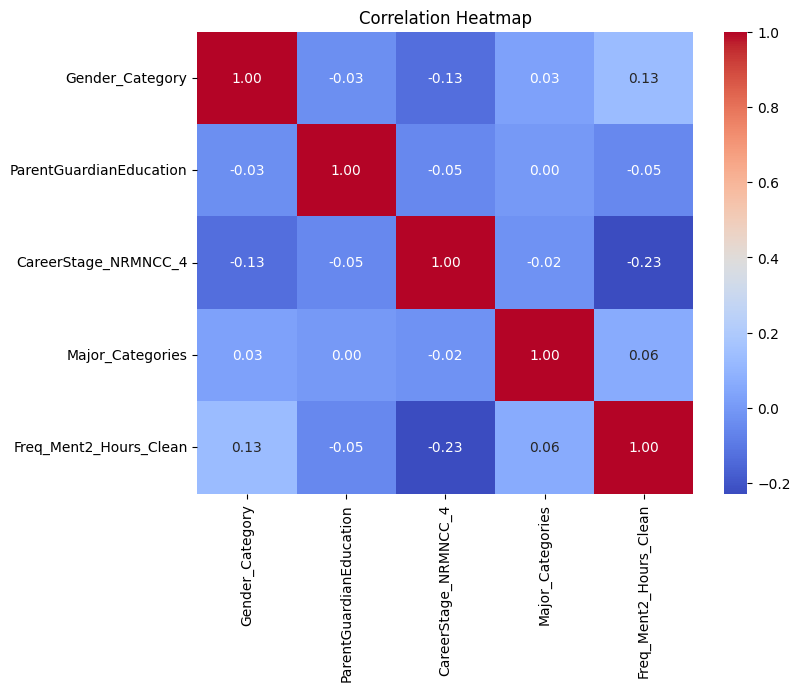 Correlation Heatmap
Gender_Category
1.00 -0.03 -0.13 0.03 0.13
ParentGuardianEducation
-0.03 1.00 -0.05 0.00 -0.05
CareerStage_NRMNCC_4
-0.13 -0.05 1.00 -0.02 -0.23
Major_Categories
0.03 0.00 -0.02 1.00 0.06
Freq_Ment2_Hours_Clean
0.13 -0.05 -0.23 0.06 1.00
Gender_Category
ParentGuardianEducation
CareerStage_NRMNCC_4
Major_Categories
Freq_Ment2_Hours_Clean
1.0
0.8
0.6
0.4
0.2
0.0
−0.2